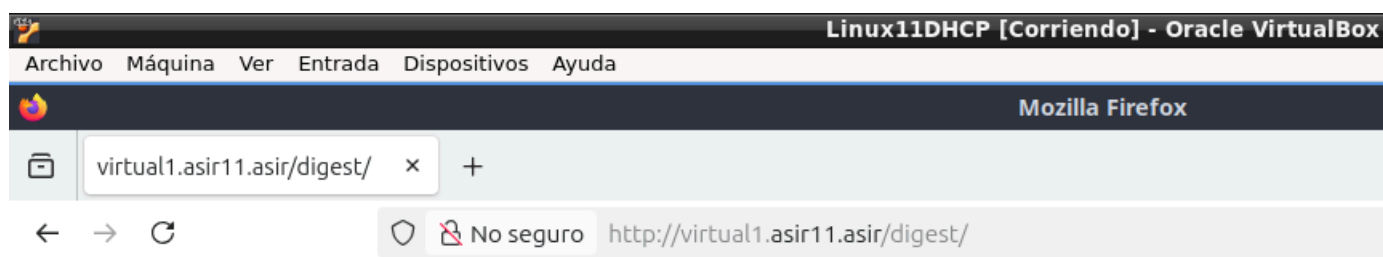 Linux11DHCP [Corriendo] - Oracle VirtualBox
Archivo Máquina Ver Entrada Dispositivos Ayuda
Mozilla Firefox
virtual1.asir11.asir/digest/
No seguro http://virtual1.asir11.asir/digest/